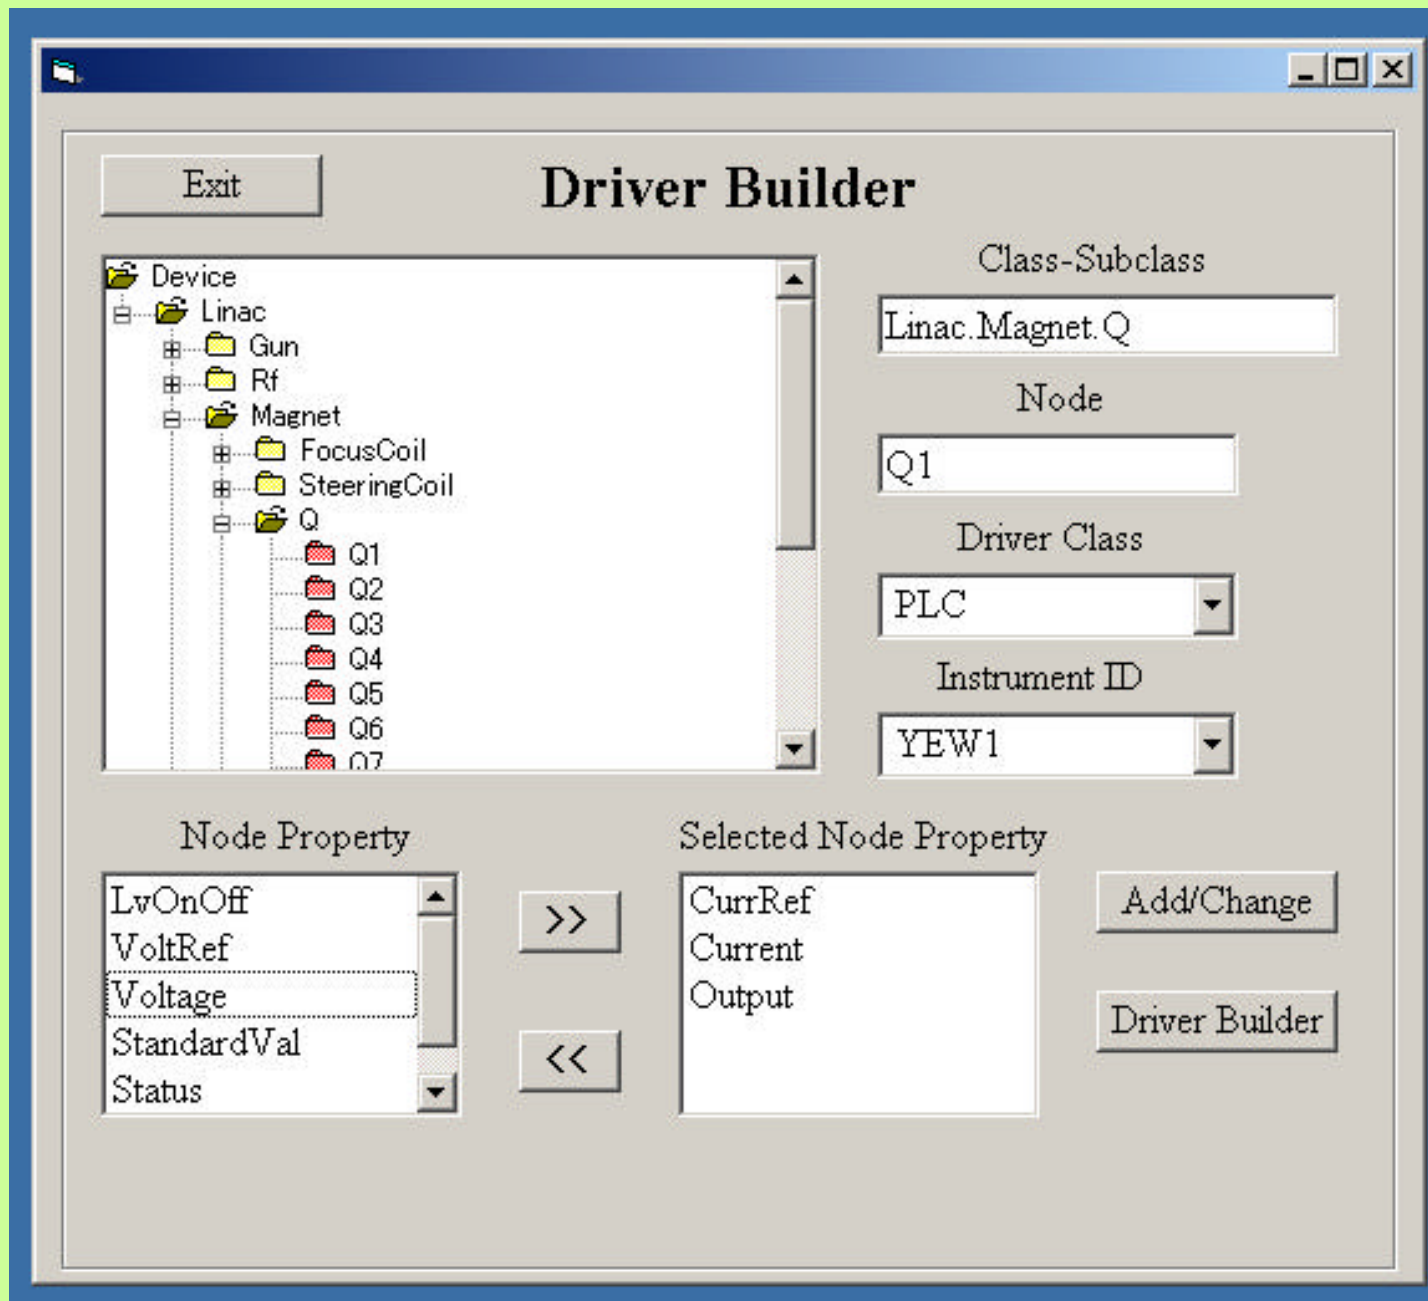 Exit
Driver Builder
Device
Linac
Gun
Rf
Magnet
FocusCoil
SteeringCoil
Q
Q1
Q2
Q3
Q4
Q5
Q6
Q7
Class-Subclass
Linac.Magnet.Q
Node
Q1
Driver Class
PLC
Instrument ID
YEW1
Node Property
LvOnOff
VoltRef
Voltage
StandardVal
Status
>>
<<
Selected Node Property
CurrRef
Current
Output
Add/Change
Driver Builder